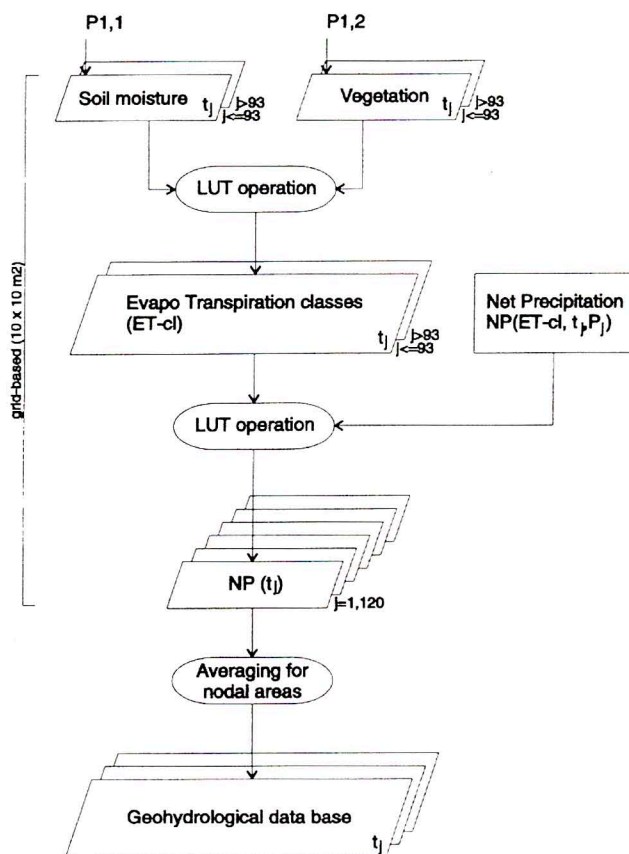 P1,1
P1,2
Soil moisture
tj
j>93
j<=93
Vegetation
tj
j>93
j<=93
LUT operation
Evapo Transpiration classes
(ET-cl)
tj
j>93
j<=93
Net Precipitation
NP(ET-cl, tj,Pj)
grid-based (10 x 10 m2)
LUT operation
NP (tj)
j=1,120
Averaging for
nodal areas
Geohydrological data base
tj